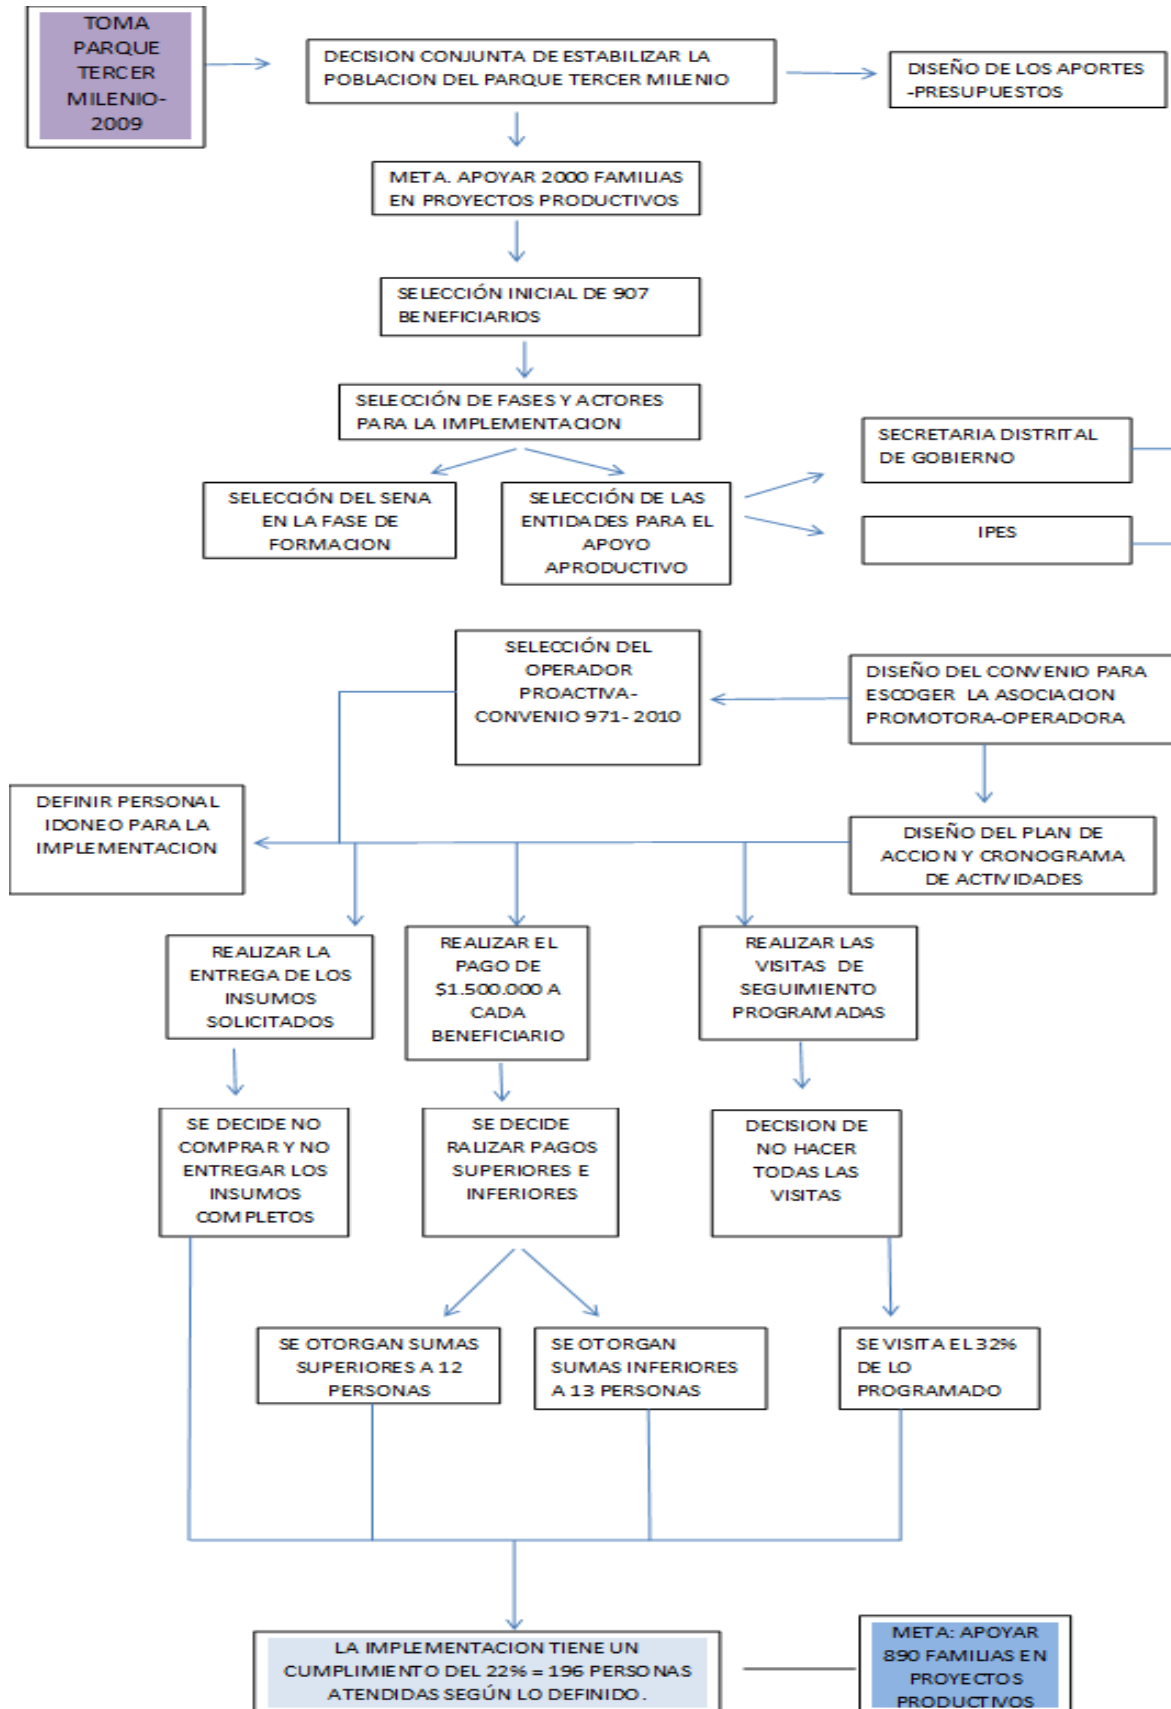 TOMA
PARQUE
TERCER
MILENIO-
2009
DECISION CONJUNTA DE ESTABILIZAR LA
POBLACION DEL PARQUE TERCER MILENIO
DISEÑO DE LOS APORTES
-PRESUPUESTOS
META. APOYAR 2000 FAMILIAS
EN PROYECTOS PRODUCTIVOS
SELECCIÓN INICIAL DE 907
BENEFICIARIOS
SELECCIÓN DE FASES Y ACTORES
PARA LA IMPLEMENTACION
SECRETARIA DISTRITAL
DE GOBIERNO
SELECCIÓN DEL SENA
EN LA FASE DE
FORMACION
SELECCIÓN DE LAS
ENTIDADES PARA EL
APOYO
APRODUCTIVO
IPES
SELECCIÓN DEL
OPERADOR
PROACTIVA-
CONVENIO 971- 2010
DISEÑO DEL CONVENIO PARA
ESCOGER LA ASOCIACION
PROMOTORA-OPERADORA
DEFINIR PERSONAL
IDONEO PARA LA
IMPLEMENTACION
DISEÑO DEL PLAN DE
ACCION Y CRONOGRAMA
DE ACTIVIDADES
REALIZAR LA
ENTREGA DE LOS
INSUMOS
SOLICITADOS
REALIZAR EL
PAGO DE
$1.500.000 A
CADA
BENEFICIARIO
REALIZAR LAS
VISITAS DE
SEGUIMIENTO
PROGRAMADAS
SE DECIDE NO
COMPRAR Y NO
ENTREGAR LOS
INSUMOS
COMPLETOS
SE DECIDE
RALIZAR PAGOS
SUPERIORES E
INFERIORES
DECISION DE
NO HACER
TODAS LAS
VISITAS
SE OTORGAN SUMAS
SUPERIORES A 12
PERSONAS
SE OTORGAN
SUMAS INFERIORES
A 13 PERSONAS
SE VISITA EL 32%
DE LO
PROGRAMADO
LA IMPLEMENTACION TIENE UN
CUMPLIMIENTO DEL 22% = 196 PERSONAS
ATENDIDAS SEGÚN LO DEFINIDO.
META: APOYAR
890 FAMILIAS EN
PROYECTOS
PRODUCTIVOS